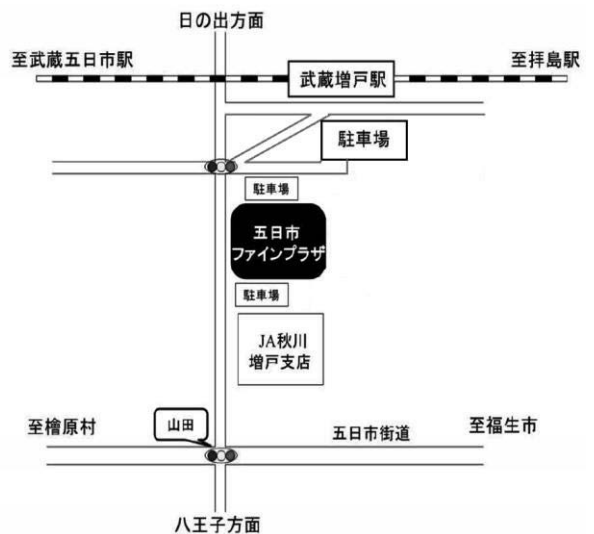 日の出方面
至武蔵五日市駅
至拝島駅
武蔵増戸駅
駐車場
駐車場
五日市
ファインプラザ
駐車場
JA秋川
増戸支店
至檜原村
山田
五日市街道
至福生市
八王子方面